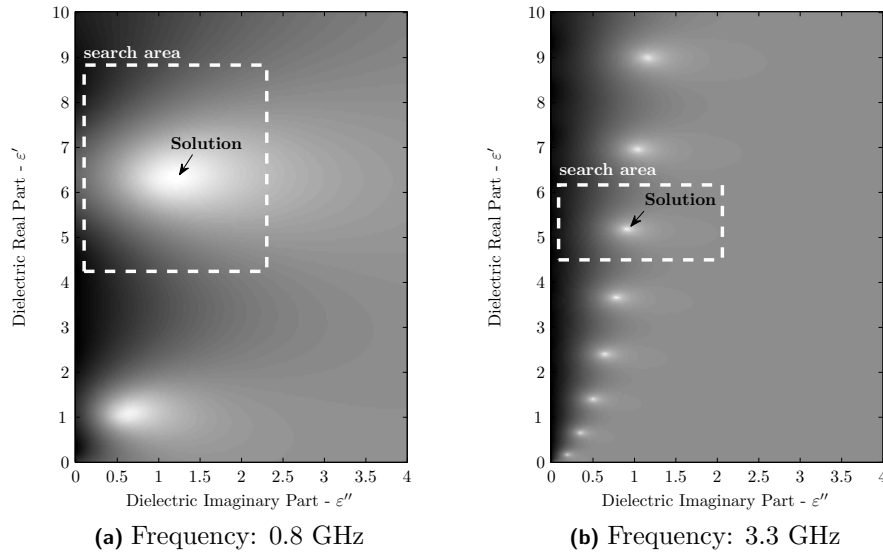 10
search area
9
8
7
Solution
6
5
4
3
2
1
0
Dielectric Real Part - ε′
0 0.5 1 1.5 2 2.5 3 3.5 4
Dielectric Imaginary Part - ε′′
(a) Frequency: 0.8 GHz
10
9
8
7
search area
6
Solution
5
4
3
2
1
0
Dielectric Real Part - ε′
0 0.5 1 1.5 2 2.5 3 3.5 4
Dielectric Imaginary Part - ε′′
(b) Frequency: 3.3 GHz